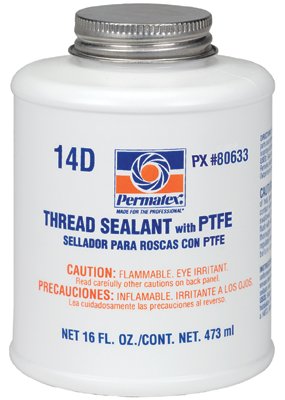 14D
PX #80633
Permatex®
MADE FOR THE PROFESSIONAL®
THREAD SEALANT with PTFE
SELLADOR PARA ROSCAS CON PTFE
CAUTION: FLAMMABLE. EYE IRRITANT.
Read carefully other cautions on back panel.
PRECAUCIONES: INFLAMABLE. IRRITANTE A LOS OJOS.
Lea cuidadosamente las precauciones al reverso.
NET 16 FL. OZ./CONT. NET. 473 ml